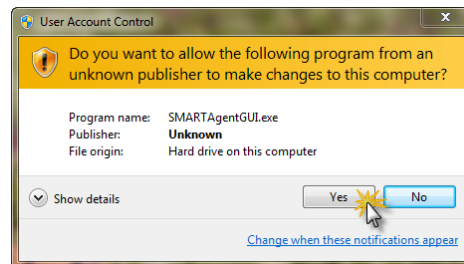 User Account Control
x
Do you want to allow the following program from an
unknown publisher to make changes to this computer?
Program name: SMARTAgentGUI.exe
Publisher: Unknown
File origin: Hard drive on this computer
Show details
Yes No
Change when these notifications appear